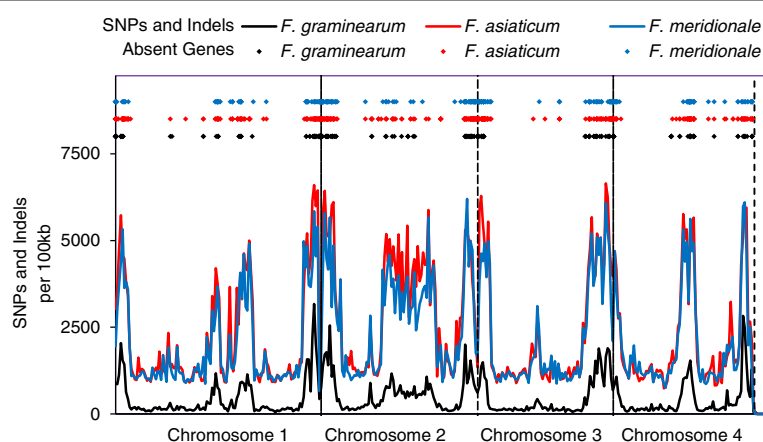 SNPs and Indels F. graminearum F. asiaticum F. meridionale
Absent Genes F. graminearum F. asiaticum F. meridionale
7500
5000
2500
0
SNPs and Indels
per 100kb
Chromosome 1 Chromosome 2 Chromosome 3 Chromosome 4